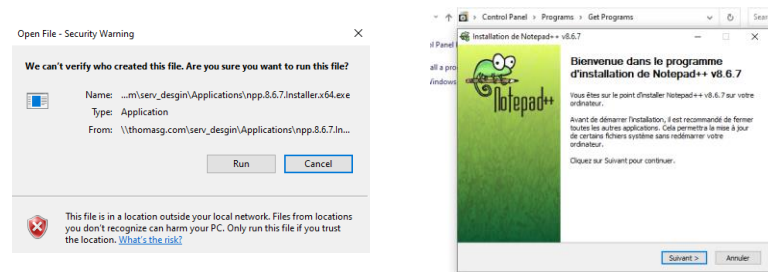 Open File - Security Warning
We can't verify who created this file. Are you sure you want to run this file?
Name: ...m\serv_desgin\Applications\npp.8.6.7.Installer.x64.exe
Type: Application
From: \\thomasg.com\serv_desgin\Applications\npp.8.6.7.In...
Run Cancel
This file is in a location outside your local network. Files from locations
you don't recognize can harm your PC. Only run this file if you trust
the location. What's the risk?
Control Panel > Programs > Get Programs
Sear
l Panel
all a pro
Windows
Installation de Notepad++ v8.6.7
Notepad++
Bienvenue dans le programme
d'installation de Notepad++ v8.6.7
Vous êtes sur le point d'installer Notepad++ v8.6.7 sur votre
ordinateur.
Avant de démarrer l'installation, il est recommandé de fermer
toutes les autres applications. Cela permettra la mise à jour
de certains fichiers système sans redémarrer votre
ordinateur.
Cliquez sur Suivant pour continuer.
Suivant > Annuler